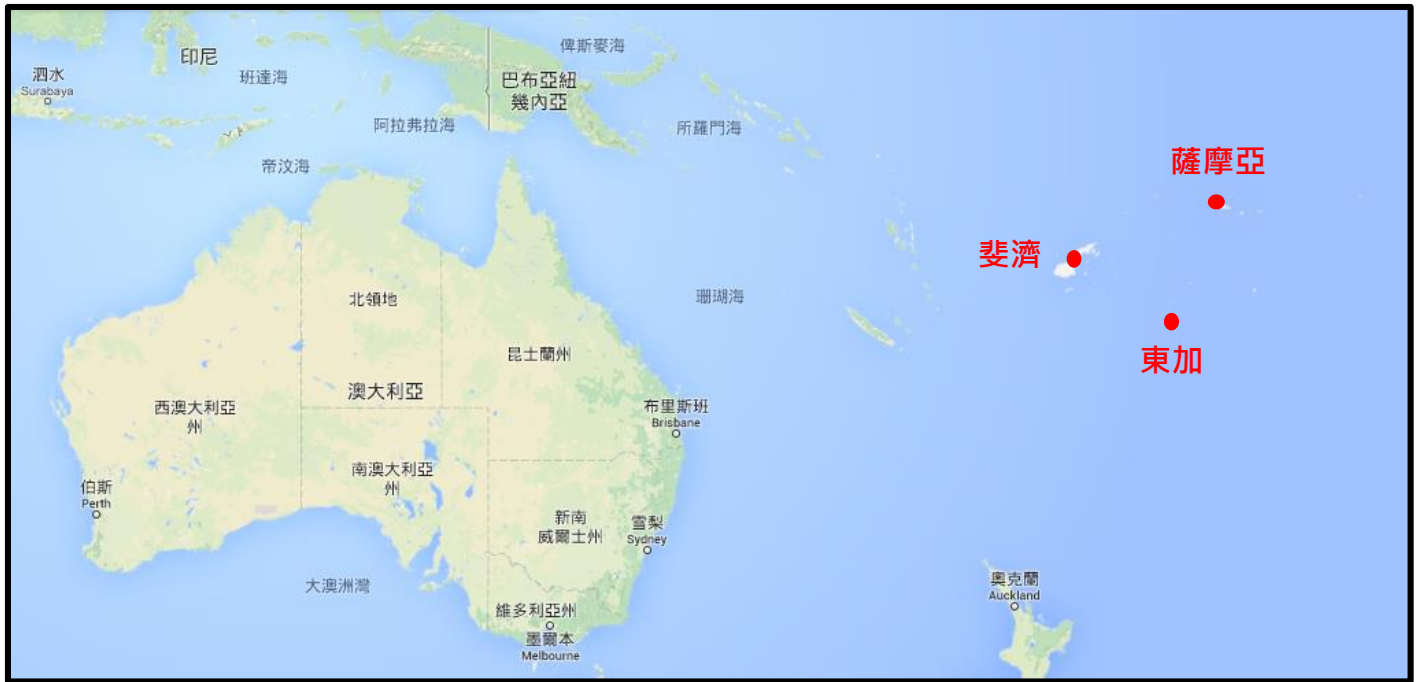 印尼
泗水
Surabaya
班達海
俾斯麥海
巴布亞紐
幾內亞
阿拉弗拉海
所羅門海
帝汶海
薩摩亞
斐濟
北領地
珊瑚海
東加
昆士蘭州
澳大利亞
西澳大利亞
州
布里斯班
Brisbane
南澳大利亞
州
伯斯
Perth
新南
威爾士州
雪梨
Sydney
大澳洲灣
奧克蘭
Auckland
維多利亞州
墨爾本
Melbourne